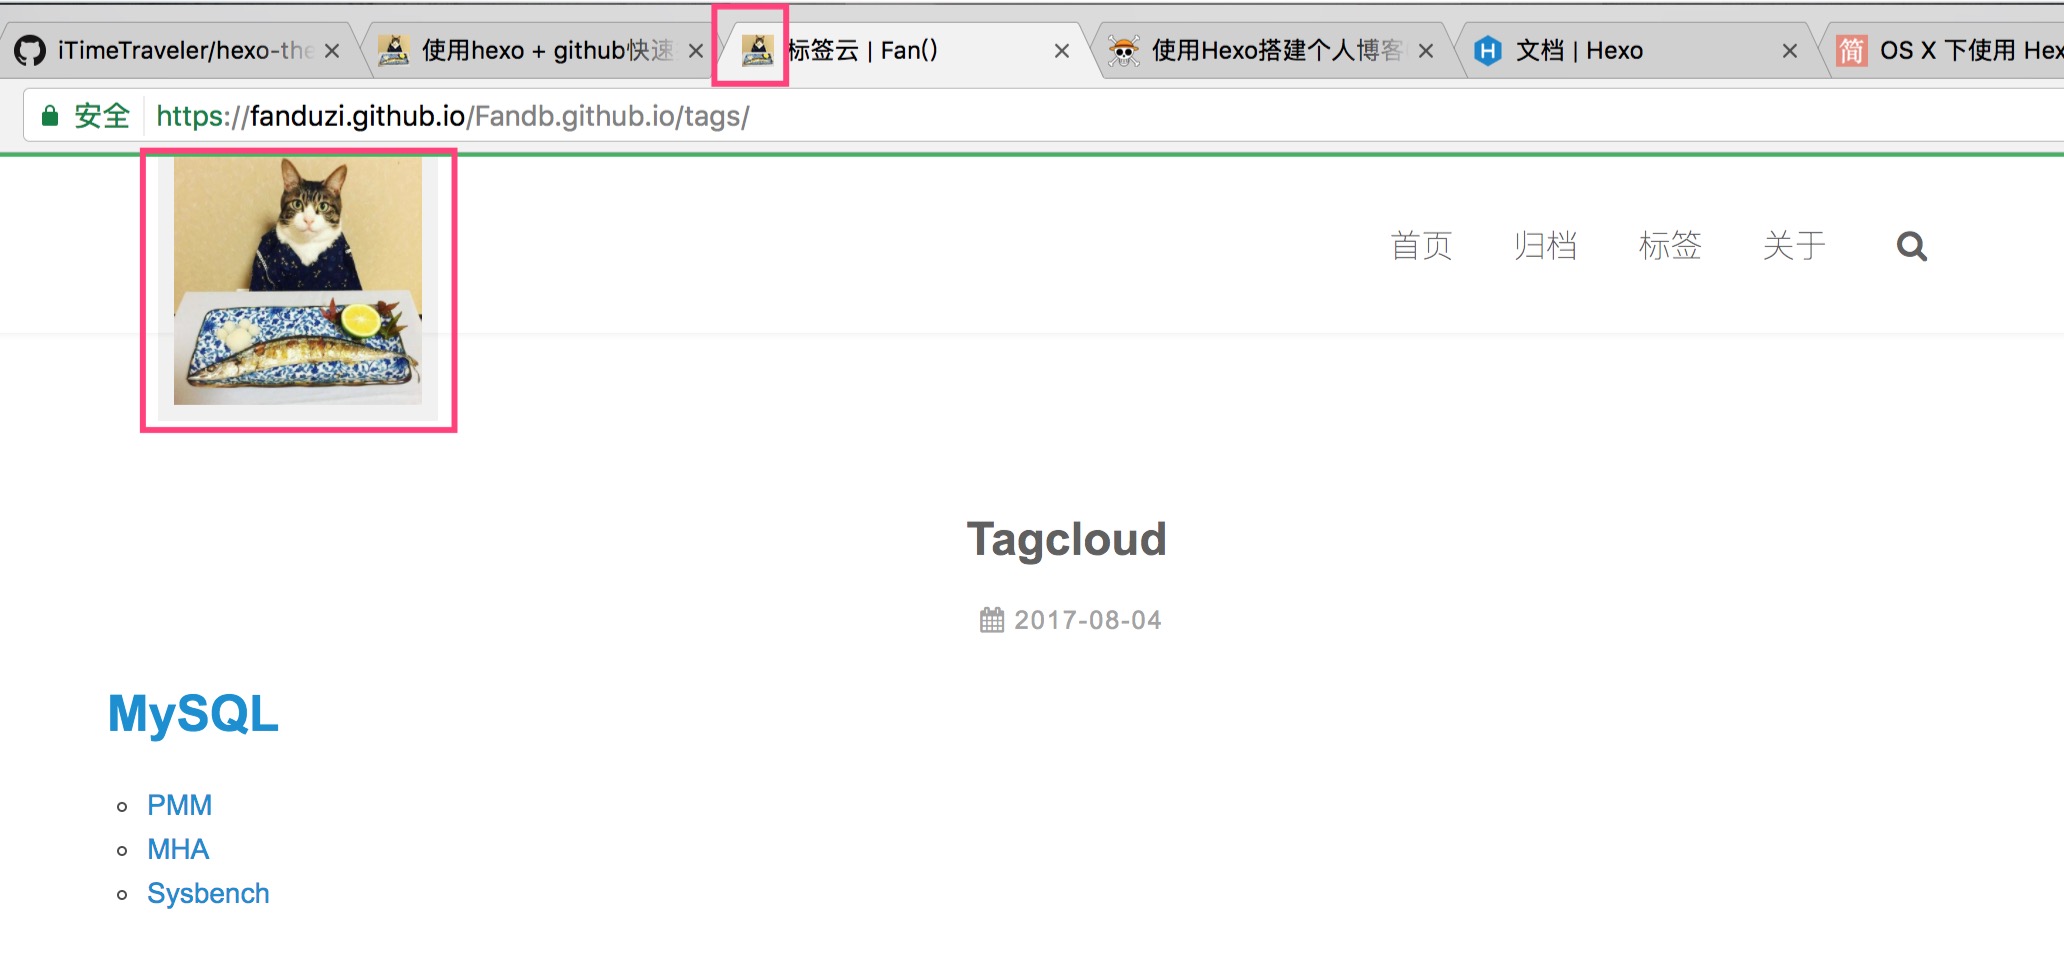 iTimeTraveler/hexo-the
使用hexo + github快速
标签云 | Fan()
使用Hexo搭建个人博客
文档 | Hexo
简 OS X 下使用 Hex
安全 https://fanduzi.github.io/Fandb.github.io/tags/
首页 归档 标签 关于
Tagcloud
2017-08-04
MySQL
PMM
MHA
Sysbench